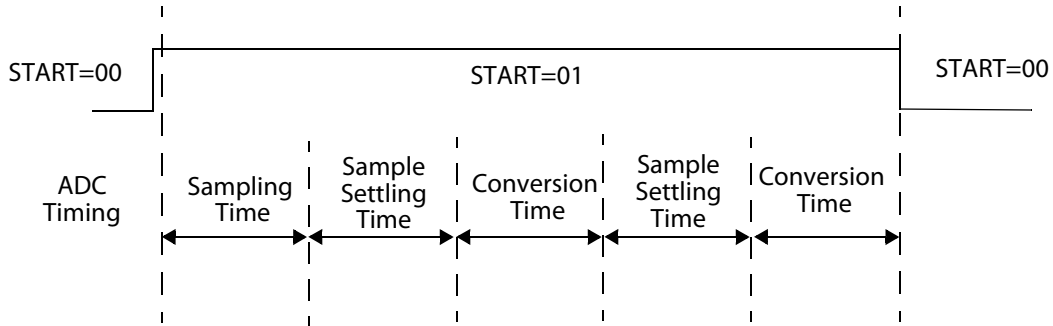 START=00
START=01
START=00
ADC
Timing
Sampling
Time
Sample
Settling
Time
Conversion
Time
Sample
Settling
Time
Conversion
Time